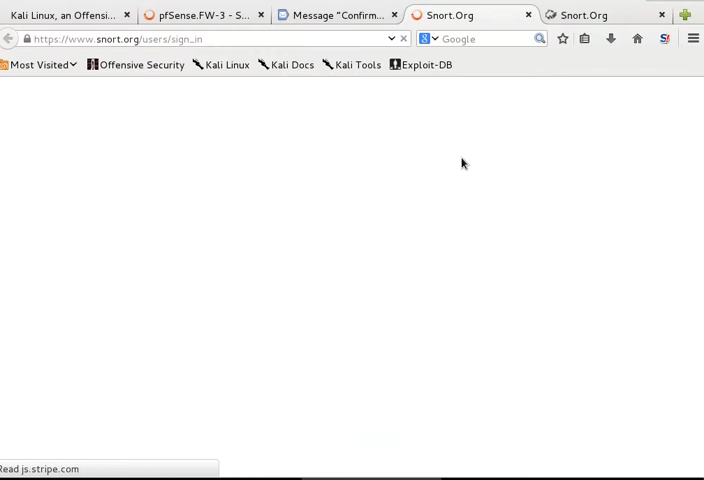 Kali Linux, an Offensi... pfSense.FW-3 - S... Message "Confirm... Snort.Org Snort.Org
https://www.snort.org/users/sign_in Google
Most Visited Offensive Security Kali Linux Kali Docs Kali Tools Exploit-DB
Read js.stripe.com